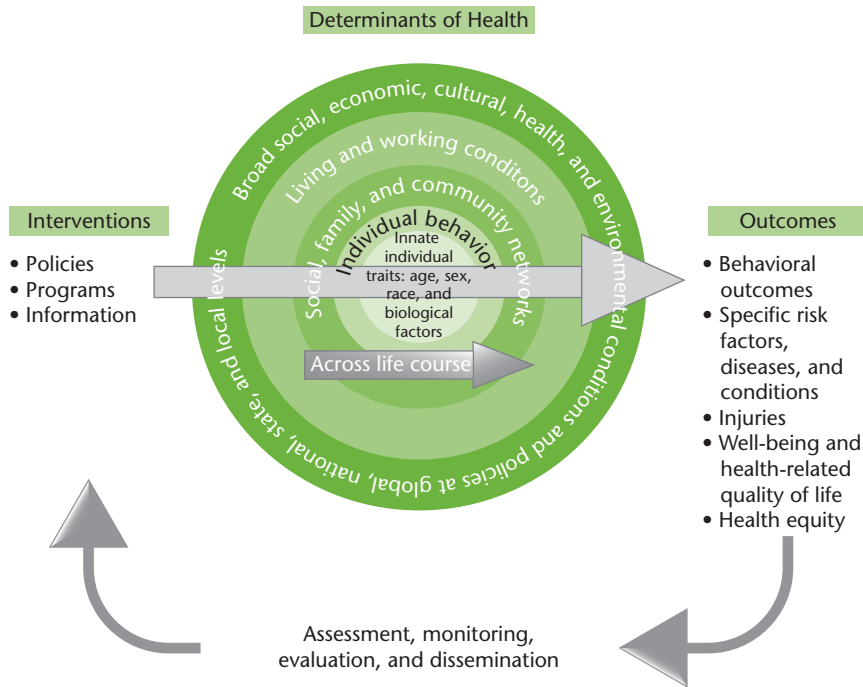 Determinants of Health
Broad social, economic, cultural, health, and environmental conditions and policies at global, national, state, and local levels
Living and working conditons
Social, family, and community networks
Individual behavior
Innate
individual
traits: age, sex,
race, and
biological
factors
Across life course
Interventions
• Policies
• Programs
• Information
Outcomes
• Behavioral
outcomes
• Specific risk
factors,
diseases, and
conditions
• Injuries
• Well-being and
health-related
quality of life
• Health equity
Assessment, monitoring,
evaluation, and dissemination